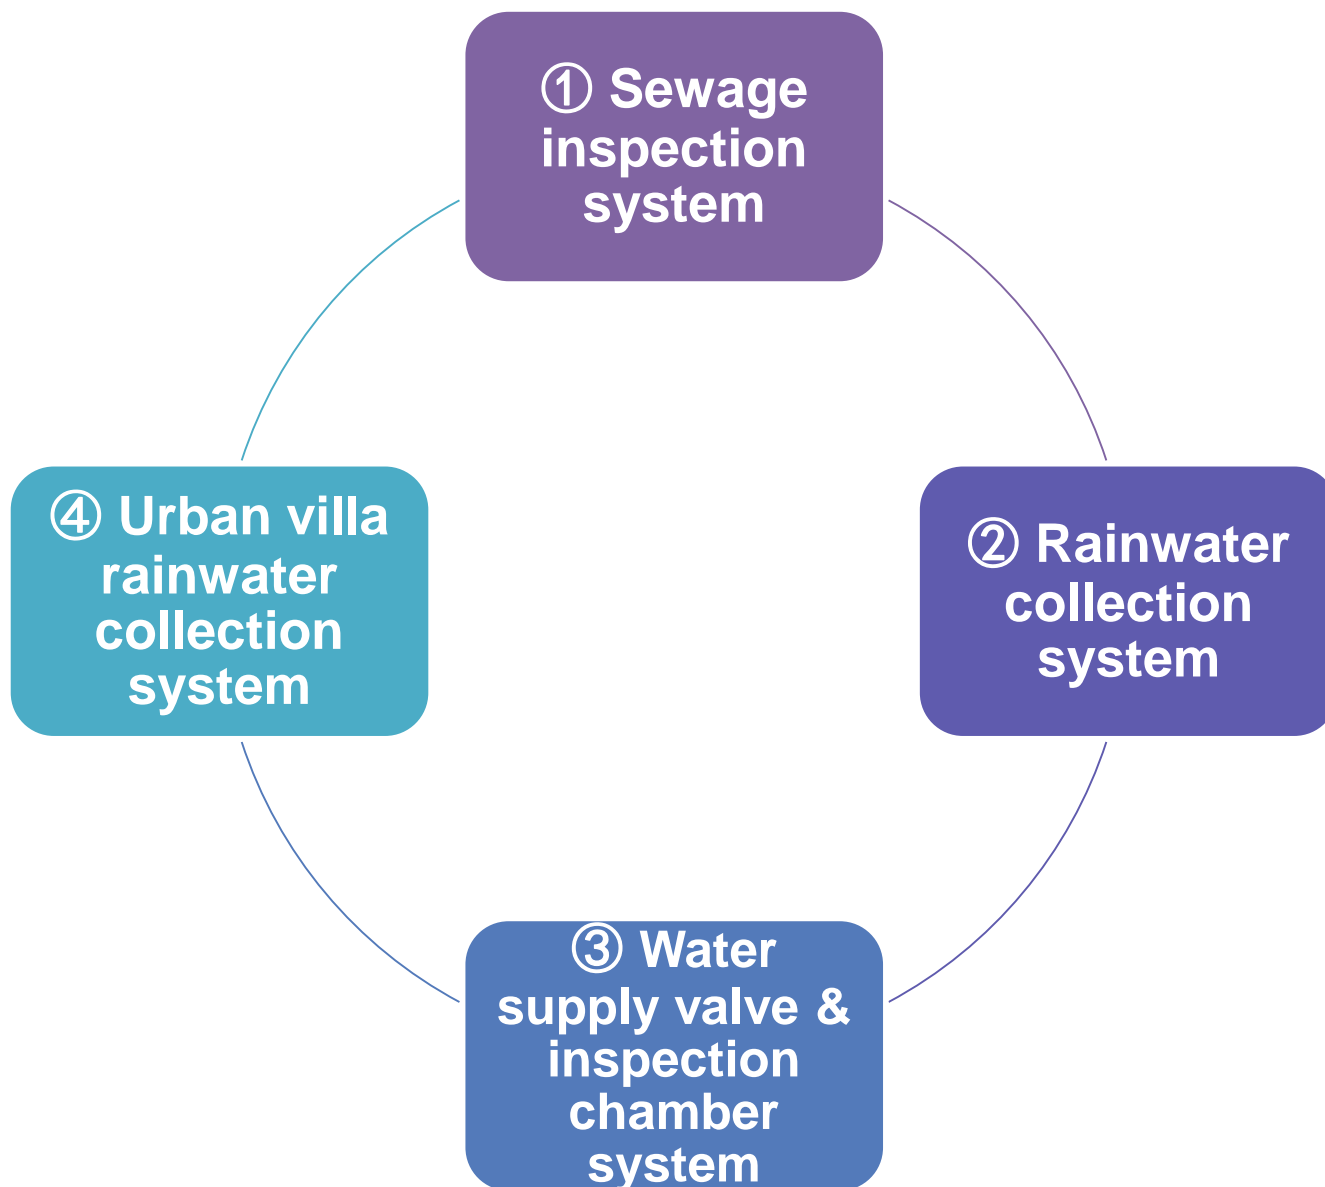 ① Sewage
inspection
system
② Rainwater
collection
system
③ Water
supply valve &
inspection
chamber
system
④ Urban villa
rainwater
collection
system